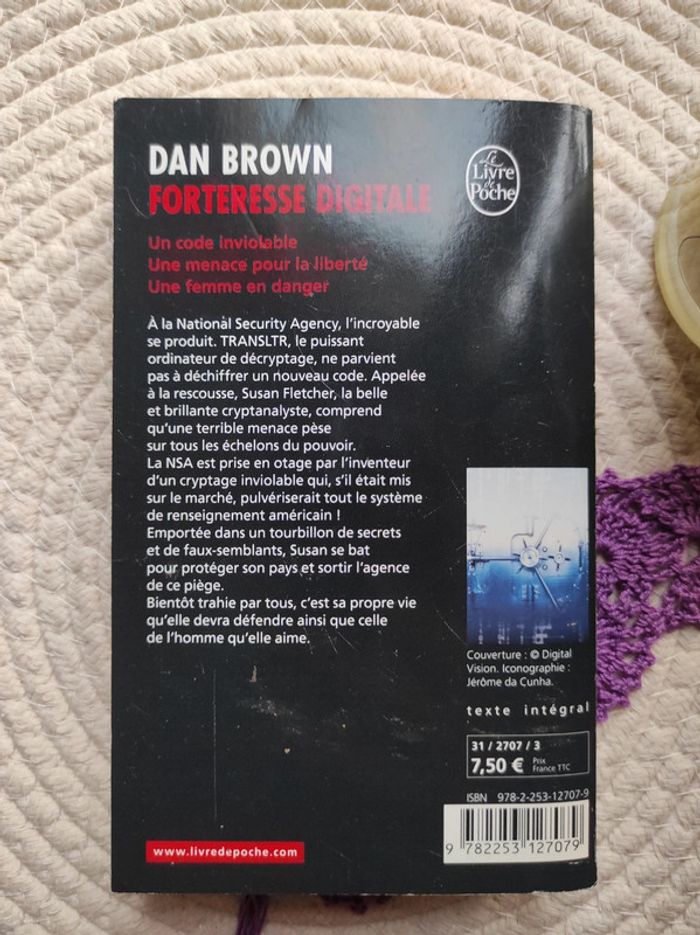 DAN BROWN
FORTERESSE DIGITALE
Le
Livre
de
Poche
Un code inviolable
Une menace pour la liberté
Une femme en danger
À la National Security Agency, l'incroyable
se produit. TRANSLTR, le puissant
ordinateur de décryptage, ne parvient
pas à déchiffrer un nouveau code. Appelée
à la rescousse, Susan Fletcher, la belle
et brillante cryptanalyste, comprend
qu'une terrible menace pèse
sur tous les échelons du pouvoir.
La NSA est prise en otage par l'inventeur
d'un cryptage inviolable qui, s'il était mis
sur le marché, pulvériserait tout le système
de renseignement américain !
Emportée dans un tourbillon de secrets
et de faux-semblants, Susan se bat
pour protéger son pays et sortir l'agence
de ce piège.
Bientôt trahie par tous, c'est sa propre vie
qu'elle devra défendre ainsi que celle
de l'homme qu'elle aime.
Couverture : © Digital
Vision. Iconographie :
Jérôme da Cunha.
texte intégral
31 / 2707 / 3
7,50 € Prix
France TTC
ISBN 978-2-253-12707-9
9 782253 127079
www.livredepoche.com